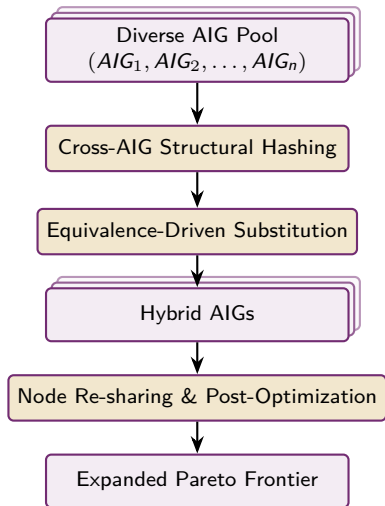 Diverse AIG Pool
(AIG₁, AIG₂, . . . , AIGₙ)
Cross-AIG Structural Hashing
Equivalence-Driven Substitution
Hybrid AIGs
Node Re-sharing & Post-Optimization
Expanded Pareto Frontier